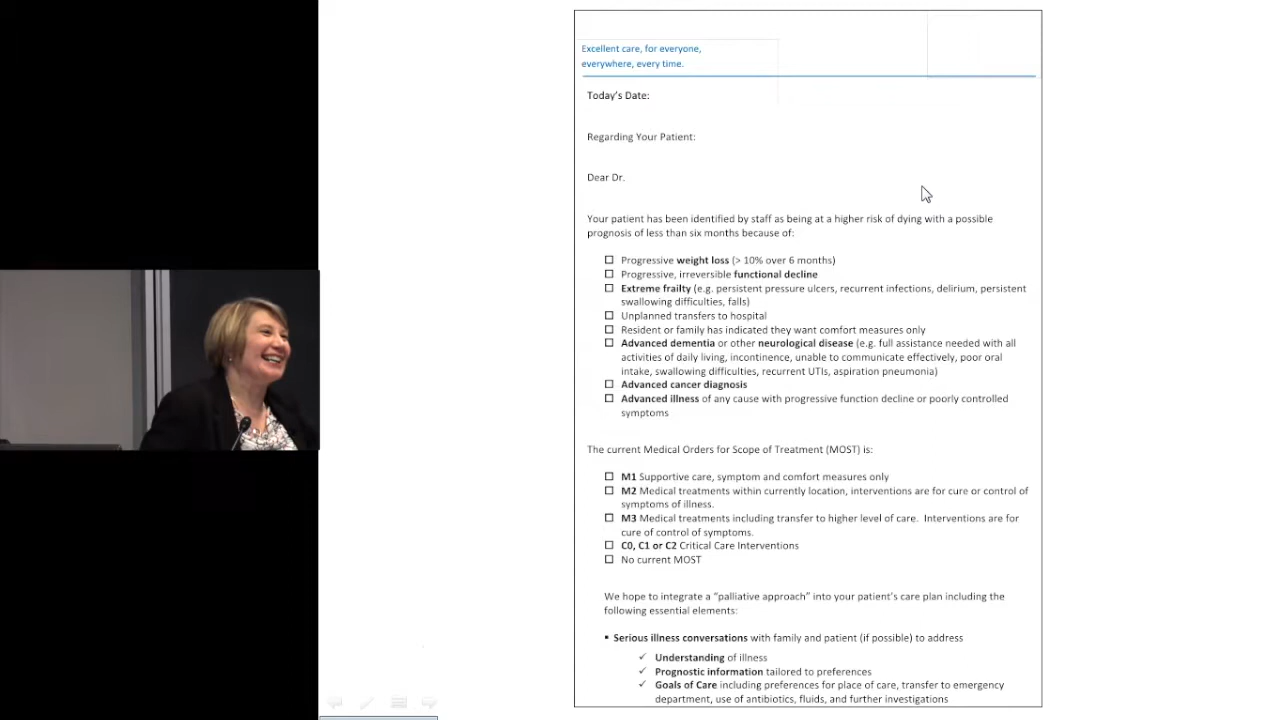 Excellent care, for everyone,
everywhere, every time.
Today's Date:
Regarding Your Patient:
Dear Dr.
Your patient has been identified by staff as being at a higher risk of dying with a possible
prognosis of less than six months because of:
☐ Progressive weight loss (> 10% over 6 months)
☐ Progressive, irreversible functional decline
☐ Extreme frailty (e.g. persistent pressure ulcers, recurrent infections, delirium, persistent
swallowing difficulties, falls)
☐ Unplanned transfers to hospital
☐ Resident or family has indicated they want comfort measures only
☐ Advanced dementia or other neurological disease (e.g. full assistance needed with all
activities of daily living, incontinence, unable to communicate effectively, poor oral
intake, swallowing difficulties, recurrent UTIs, aspiration pneumonia)
☐ Advanced cancer diagnosis
☐ Advanced illness of any cause with progressive function decline or poorly controlled
symptoms
The current Medical Orders for Scope of Treatment (MOST) is:
☐ M1 Supportive care, symptom and comfort measures only
☐ M2 Medical treatments within currently location, interventions are for cure or control of
symptoms of illness.
☐ M3 Medical treatments including transfer to higher level of care. Interventions are for
cure of control of symptoms.
☐ C0, C1 or C2 Critical Care Interventions
☐ No current MOST
We hope to integrate a "palliative approach" into your patient's care plan including the
following essential elements:
▪ Serious illness conversations with family and patient (if possible) to address
✓ Understanding of illness
✓ Prognostic information tailored to preferences
✓ Goals of Care including preferences for place of care, transfer to emergency
department, use of antibiotics, fluids, and further investigations